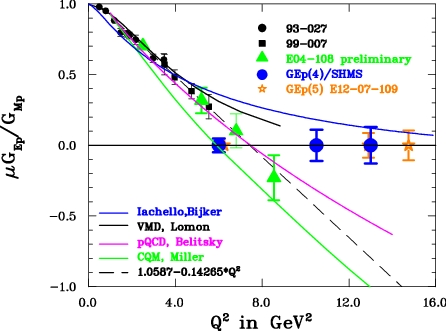 1.0
0.5
0.0
−0.5
−1.0
μG_Ep/G_Mp
93-027
99-007
E04-108 preliminary
GEp(4)/SHMS
GEp(5) E12-07-109
Iachello,Bijker
VMD, Lomon
pQCD, Belitsky
CQM, Miller
1.0587-0.14265*Q²
0.0 4.0 8.0 12.0 16.0
Q² in GeV²